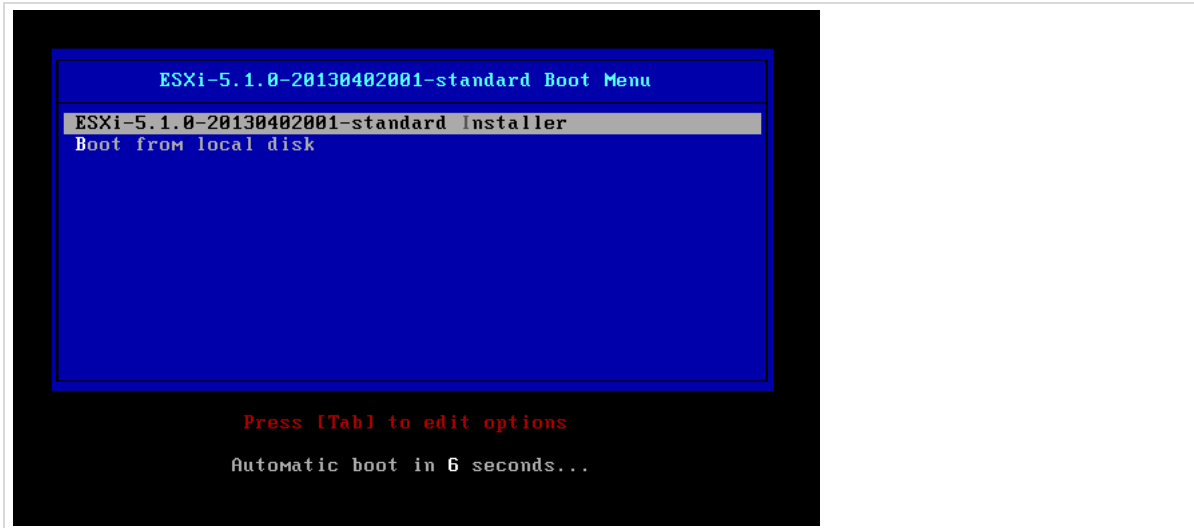 ESXi-5.1.0-20130402001-standard Boot Menu
ESXi-5.1.0-20130402001-standard Installer
Boot from local disk
Press [Tab] to edit options
Automatic boot in 6 seconds...